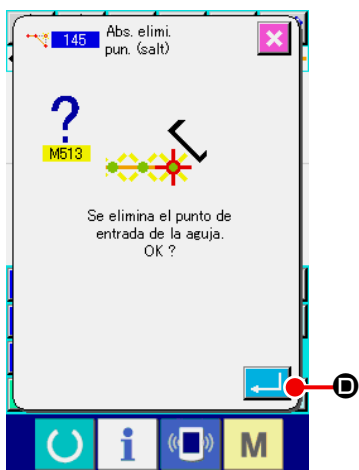 145 Abs. elimi.
pun. (salt)
?
M513
Se elimina el punto de
entrada de la aguja.
OK ?
D
i
M